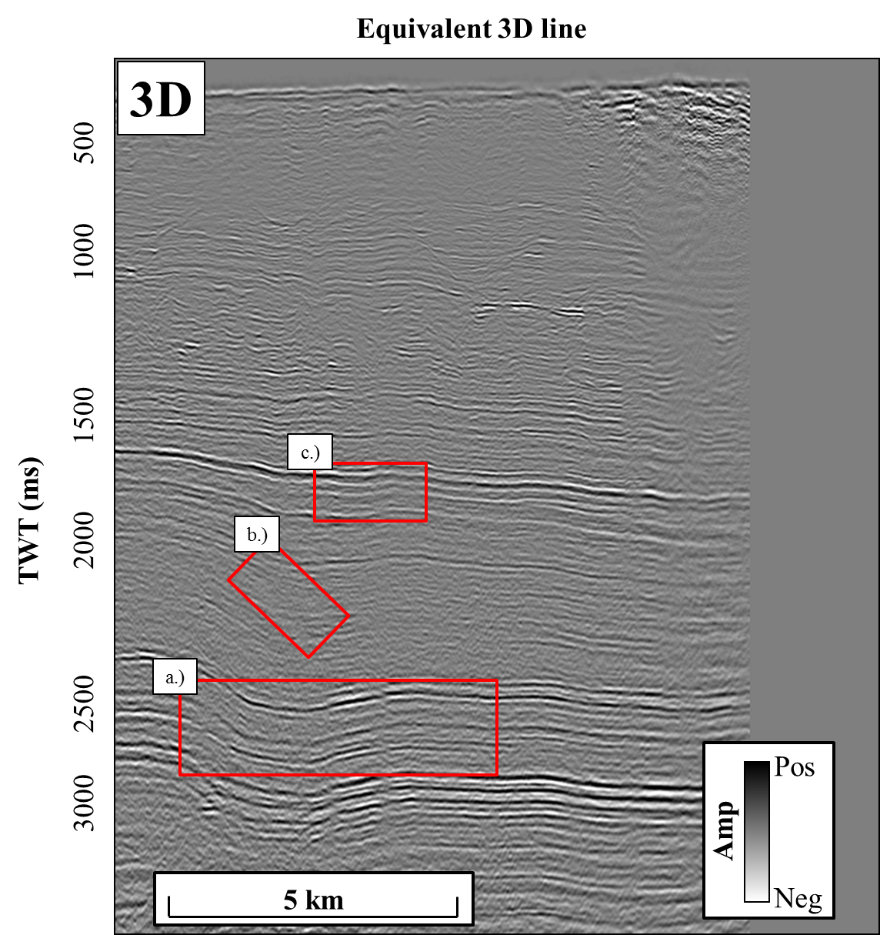 Equivalent 3D line
3D
500
1000
1500
2000
2500
3000
TWT (ms)
c.)
b.)
a.)
Pos
Amp
Neg
5 km